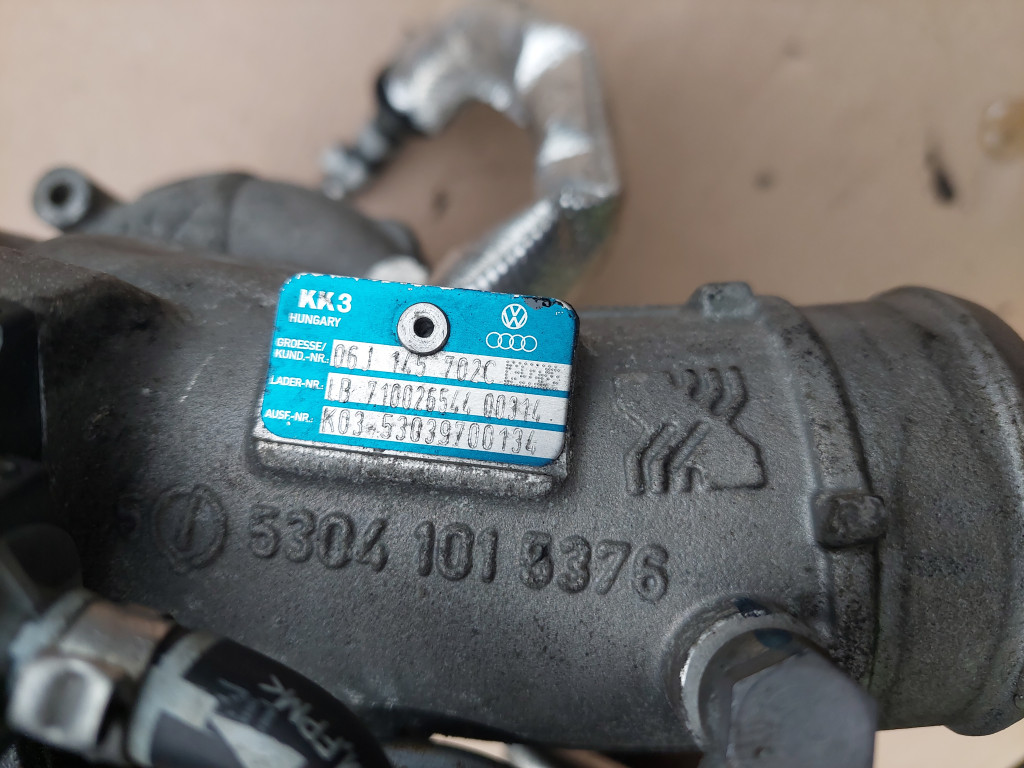 KK3
HUNGARY
GROESSE/
KUND.-NR.: 06J 145 702C
LADER-NR.: LB 710026544 00314
AUSF.-NR.: K03-53039700134
5304 101 5376